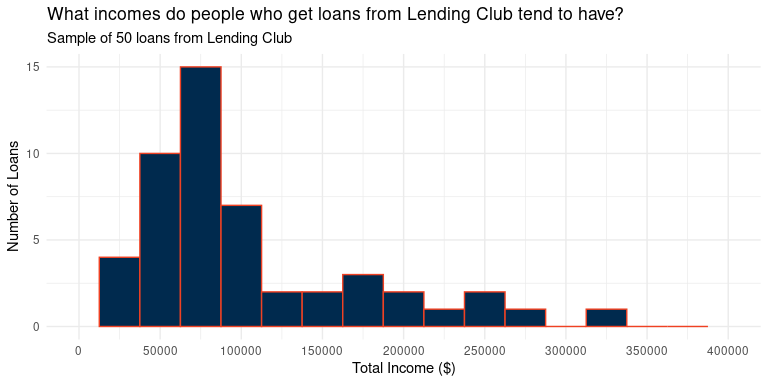 What incomes do people who get loans from Lending Club tend to have?
Sample of 50 loans from Lending Club
15
10
5
0
Number of Loans
0 50000 100000 150000 200000 250000 300000 350000 400000
Total Income ($)